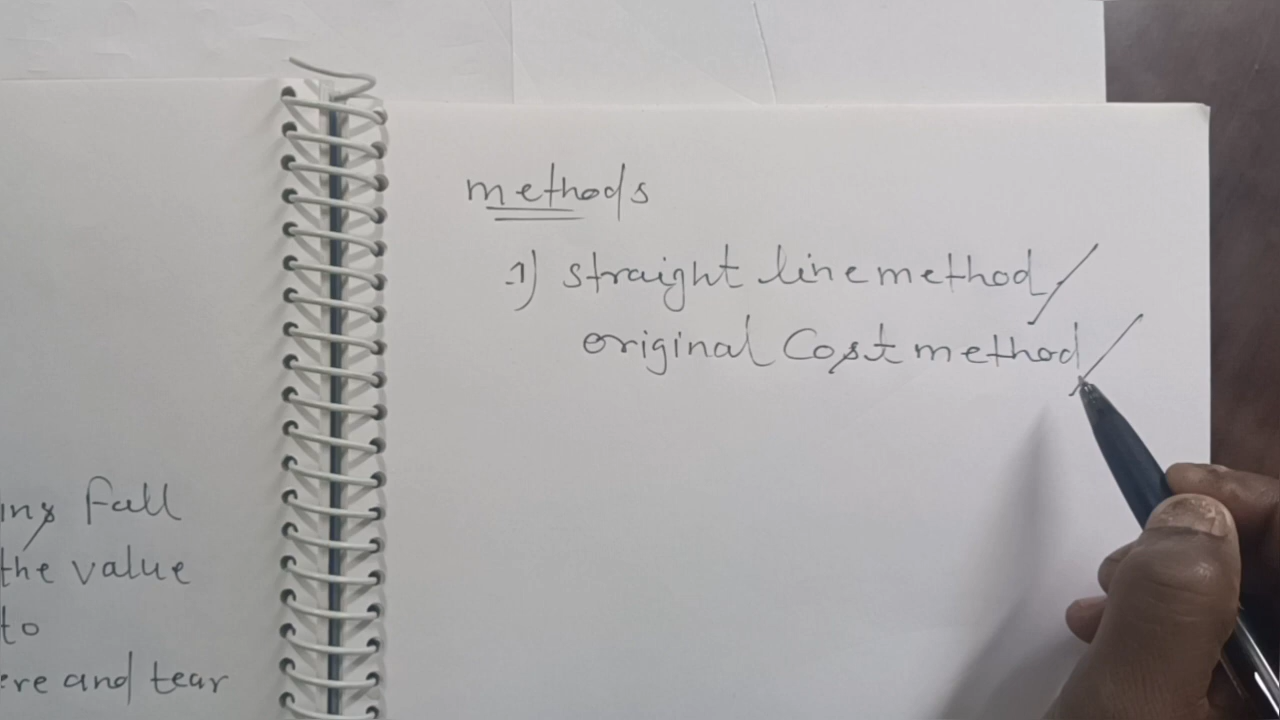 fall
the value
to
and tear
methods
1) straight line method/
original Cost method/